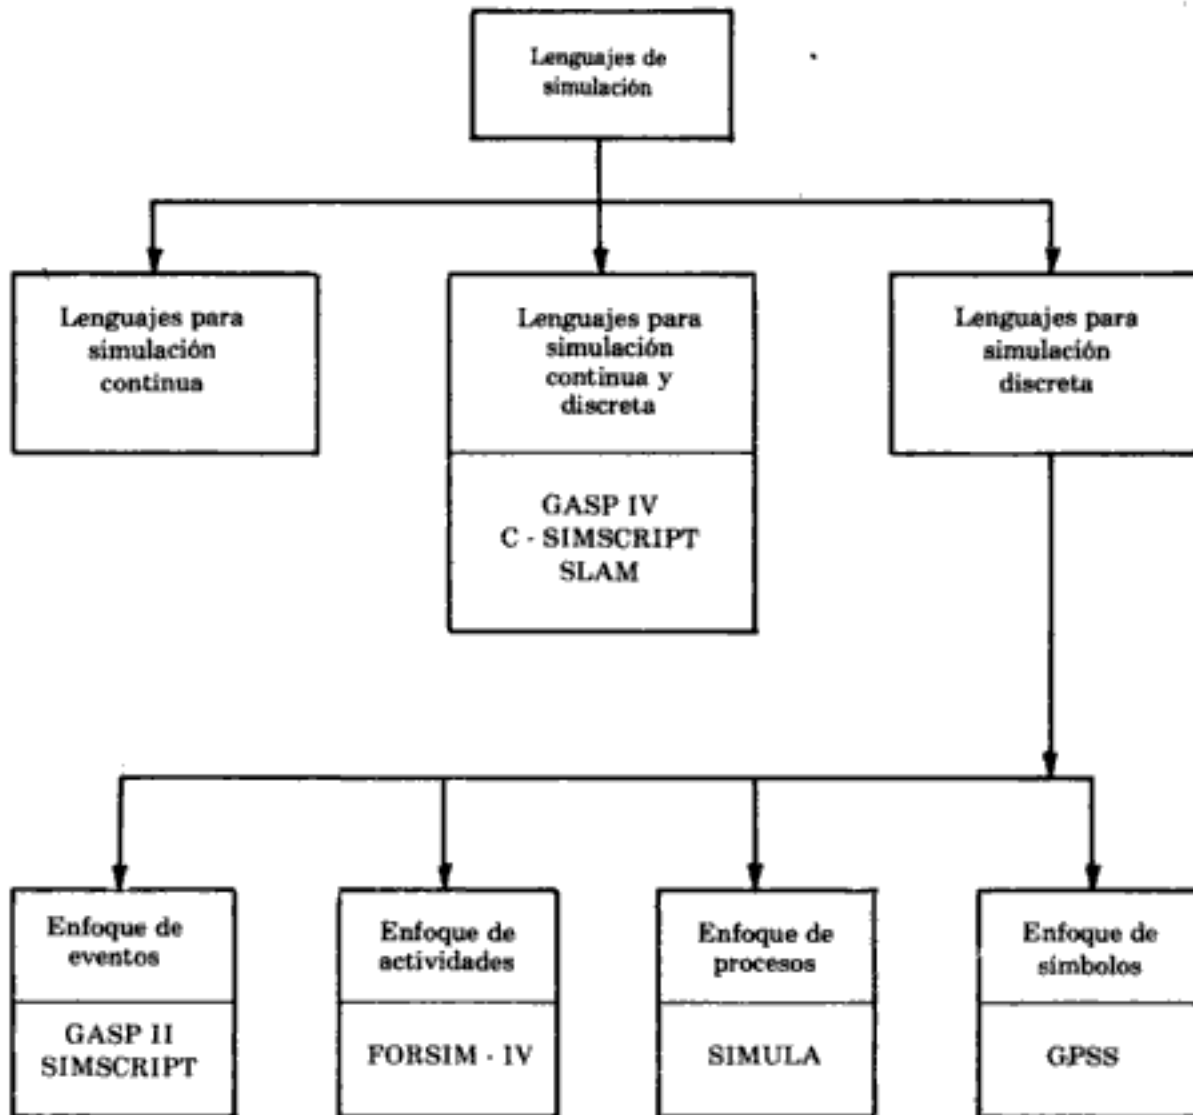 Lenguajes de
simulación
Lenguajes para
simulación
continua
Lenguajes para
simulación
continua y
discreta
GASP IV
C - SIMSCRIPT
SLAM
Lenguajes para
simulación
discreta
Enfoque de
eventos
GASP II
SIMSCRIPT
Enfoque de
actividades
FORSIM - IV
Enfoque de
procesos
SIMULA
Enfoque de
símbolos
GPSS